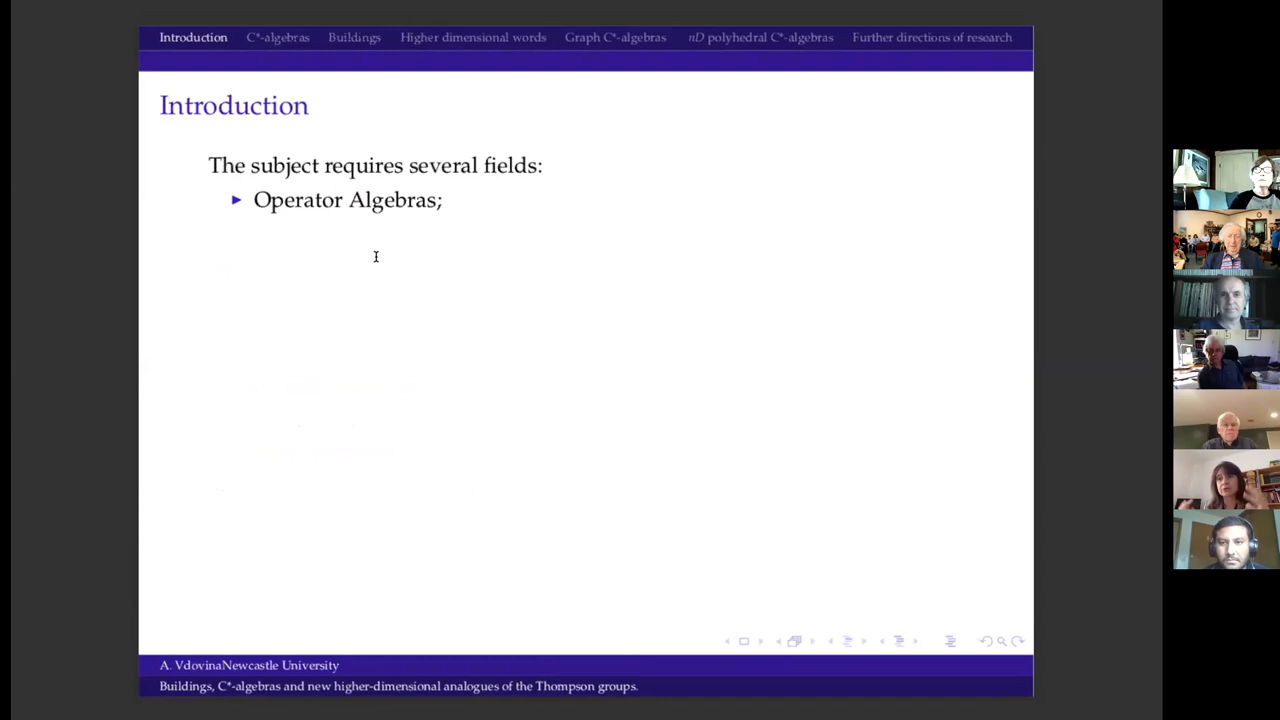 Introduction C*-algebras Buildings Higher dimensional words Graph C*-algebras nD polyhedral C*-algebras Further directions of research
Introduction
The subject requires several fields:
Operator Algebras;
A. VdovinaNewcastle University
Buildings, C*-algebras and new higher-dimensional analogues of the Thompson groups.